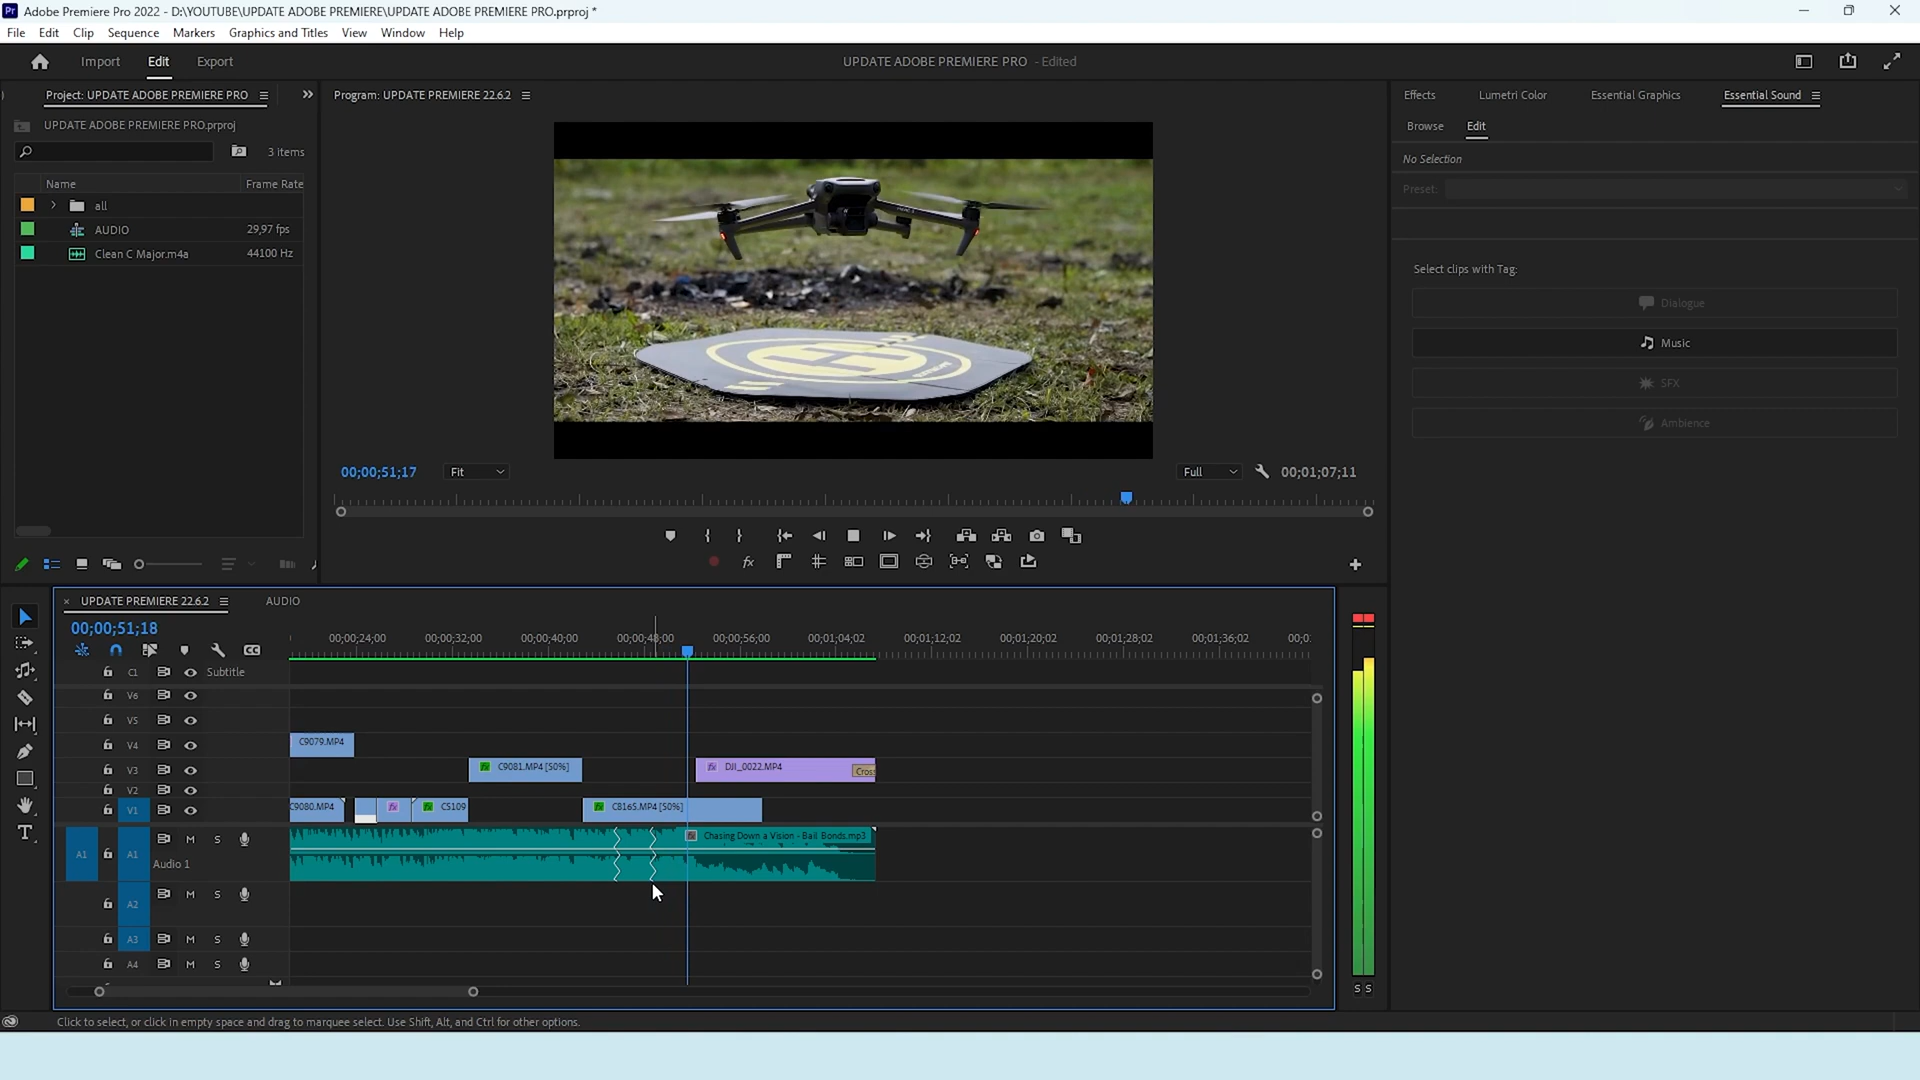 Adobe Premiere Pro 2022 - D:\YOUTUBE\UPDATE ADOBE PREMIERE\UPDATE ADOBE PREMIERE PRO.prproj *
File Edit Clip Sequence Markers Graphics and Titles View Window Help
Import Edit Export
UPDATE ADOBE PREMIERE PRO - Edited
Project: UPDATE ADOBE PREMIERE PRO
UPDATE ADOBE PREMIERE PRO.prproj
3 items
Name Frame Rate
all
AUDIO 29,97 fps
Clean C Major.m4a 44100 Hz
Program: UPDATE PREMIERE 22.6.2
H
00;00;51;17 Fit Full 00;01;07;11
Effects Lumetri Color Essential Graphics Essential Sound
Browse Edit
No Selection
Preset:
Select clips with Tag:
Dialogue
Music
SFX
Ambience
× UPDATE PREMIERE 22.6.2 AUDIO
00;00;51;18
00;00;24;00 00;00;32;00 00;00;40;00 00;00;48;00 00;00;56;00 00;01;04;02 00;01;12;02 00;01;20;02 00;01;28;02 00;01;36;02 00;0
C1 Subtitle
V6
V5
V4 C9079.MP4
V3 C9081.MP4 [50%] DJI_0022.MP4 Cross
V2
V1 C9080.MP4 fx C5109 C8165.MP4 [50%]
A1 A1 M S Chasing Down a Vision - Bail Bonds.mp3
Audio 1
A2 M S
A3 M S
A4 M S
S S
Click to select, or click in empty space and drag to marquee select. Use Shift, Alt, and Ctrl for other options.